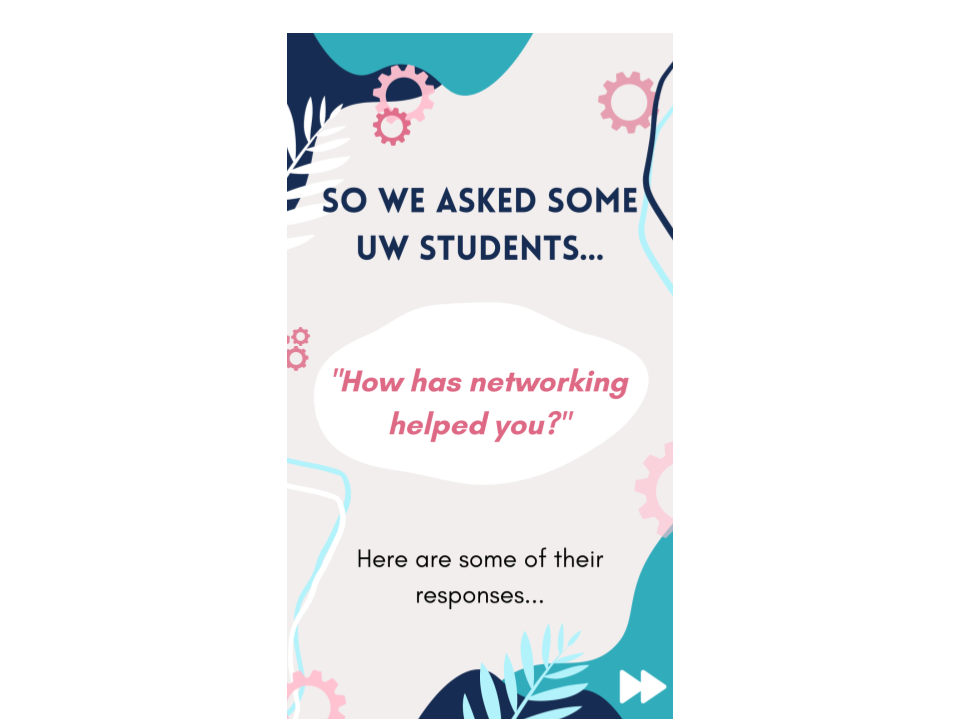 SO WE ASKED SOME
UW STUDENTS...
"How has networking
helped you?"
Here are some of their
responses...